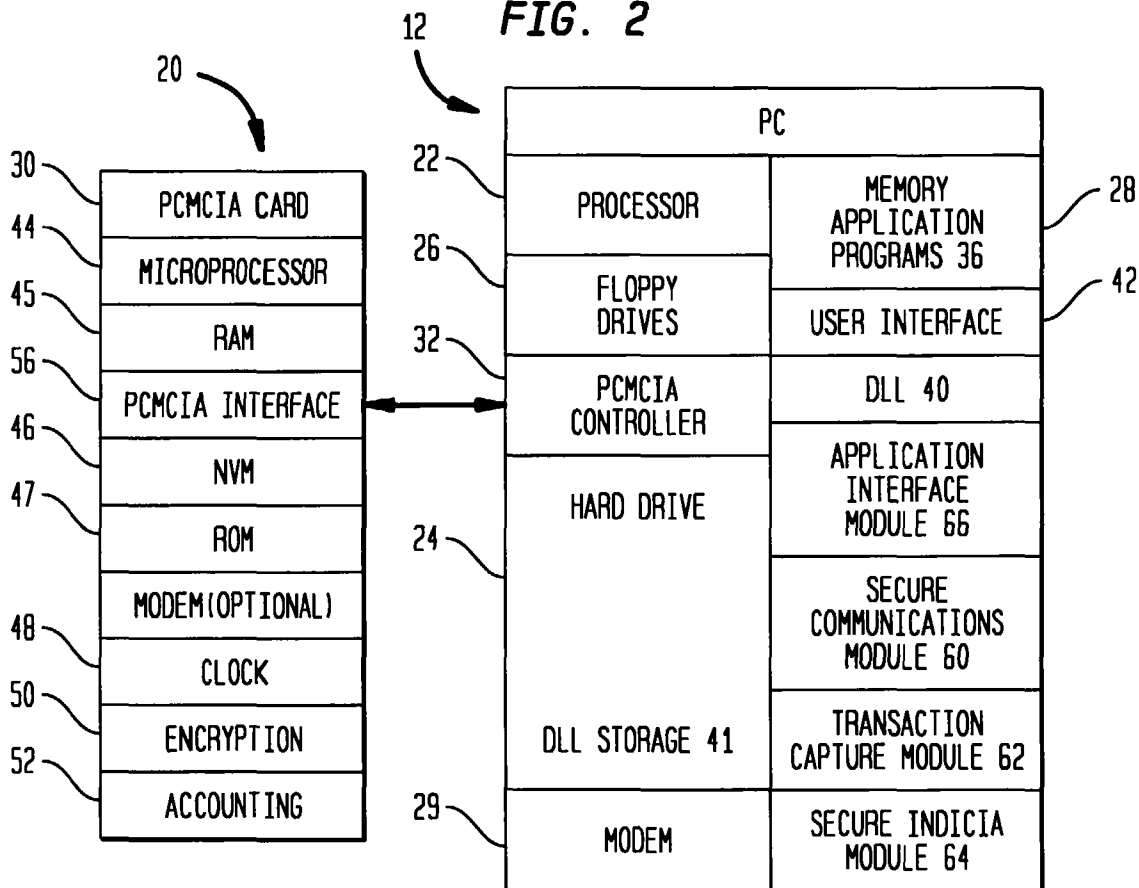 FIG. 2
12
20
PC
30
PCMCIA CARD
44
MICROPROCESSOR
45
RAM
56
PCMCIA INTERFACE
46
NVM
47
ROM
MODEM(OPTIONAL)
48
CLOCK
50
ENCRYPTION
52
ACCOUNTING
22
PROCESSOR
26
FLOPPY
DRIVES
32
PCMCIA
CONTROLLER
24
HARD DRIVE
DLL STORAGE 41
29
MODEM
MEMORY
APPLICATION
PROGRAMS 36
28
USER INTERFACE
42
DLL 40
APPLICATION
INTERFACE
MODULE 66
SECURE
COMMUNICATIONS
MODULE 60
TRANSACTION
CAPTURE MODULE 62
SECURE INDICIA
MODULE 64